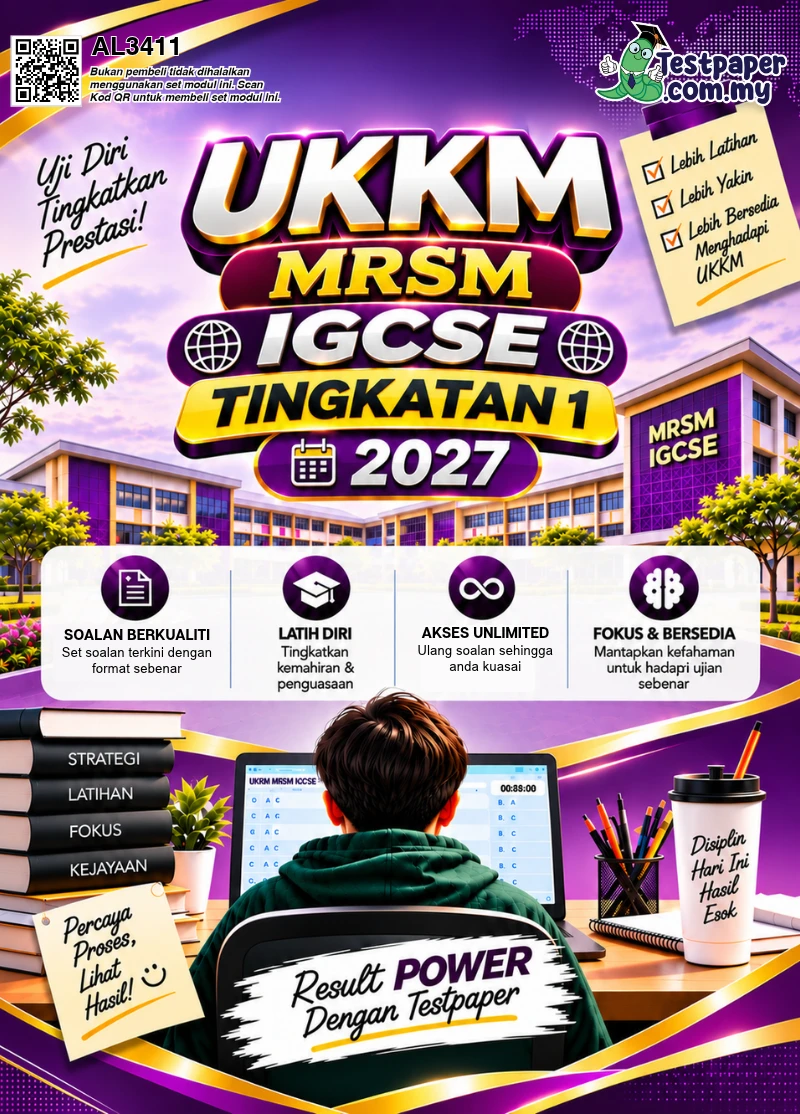 AL3411
Bukan pembeli tidak dihalalkan
menggunakan set modul ini. Scan
Kod QR untuk membeli set modul ini.
Testpaper
.com.my
Uji Diri
Tingkatkan
Prestasi!
Lebih Latihan
Lebih Yakin
Lebih Bersedia
Menghadapi
UKKM
UKKM
MRSM
IGCSE
TINGKATAN 1
2027
MRSM
IGCSE
SOALAN BERKUALITI
Set soalan terkini dengan
format sebenar
LATIH DIRI
Tingkatkan
kemahiran &
penguasaan
AKSES UNLIMITED
Ulang soalan sehingga
anda kuasai
FOKUS & BERSEDIA
Mantapkan kefahaman
untuk hadapi ujian
sebenar
STRATEGI
LATIHAN
FOKUS
KEJAYAAN
UKRM MRSM IGCSE
00:88:00
Disiplin
Hari Ini
Hasil
Esok
Percaya
Proses,
Lihat
Hasil!
Result POWER
Dengan Testpaper